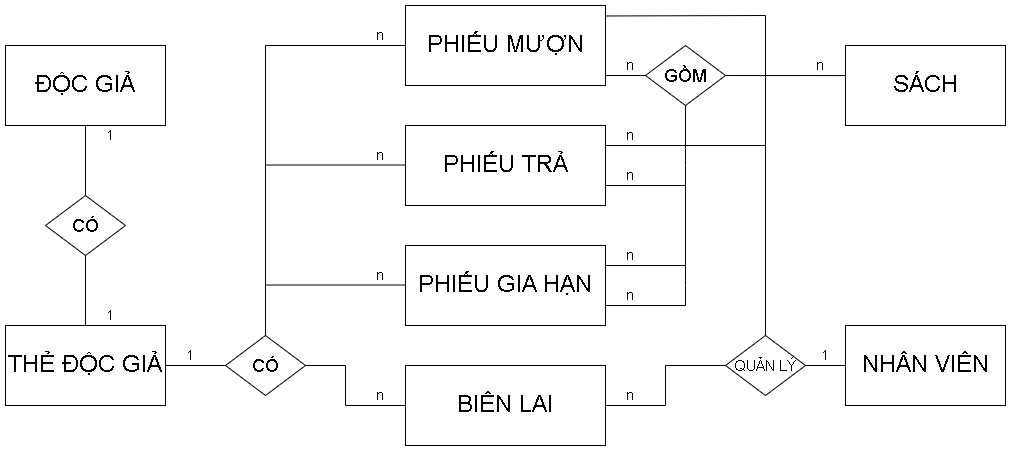 n
PHIẾU MƯỢN
ĐỘC GIẢ
n
GỒM
n
SÁCH
1
n
PHIẾU TRẢ
n
n
CÓ
n
PHIẾU GIA HẠN
n
n
1
THẺ ĐỘC GIẢ
1
CÓ
QUẢN LÝ
1
NHÂN VIÊN
n
BIÊN LAI
n